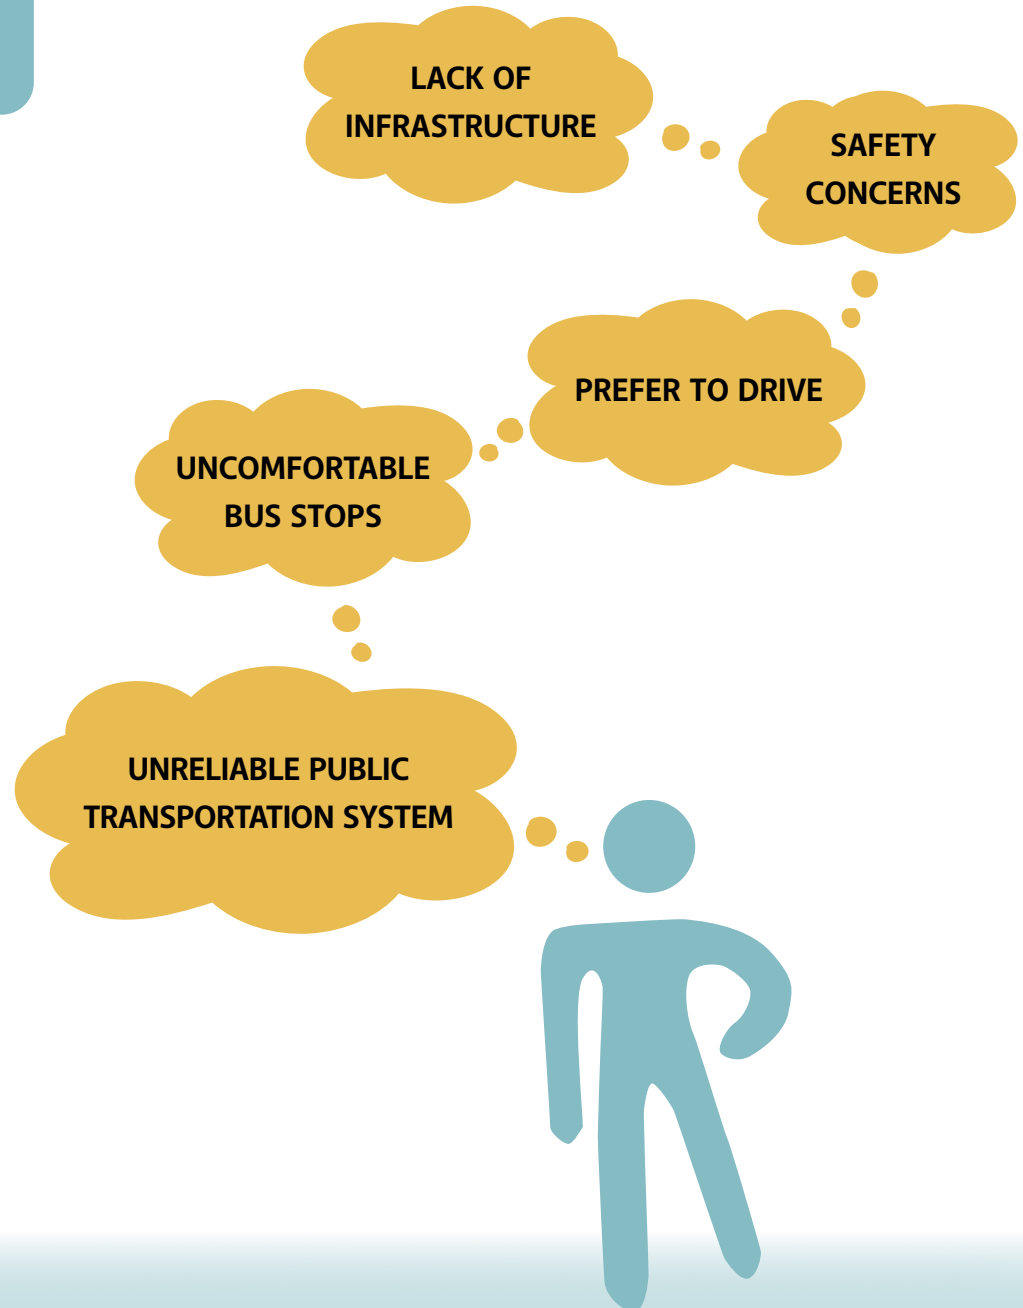 LACK OF
INFRASTRUCTURE
SAFETY
CONCERNS
PREFER TO DRIVE
UNCOMFORTABLE
BUS STOPS
UNRELIABLE PUBLIC
TRANSPORTATION SYSTEM